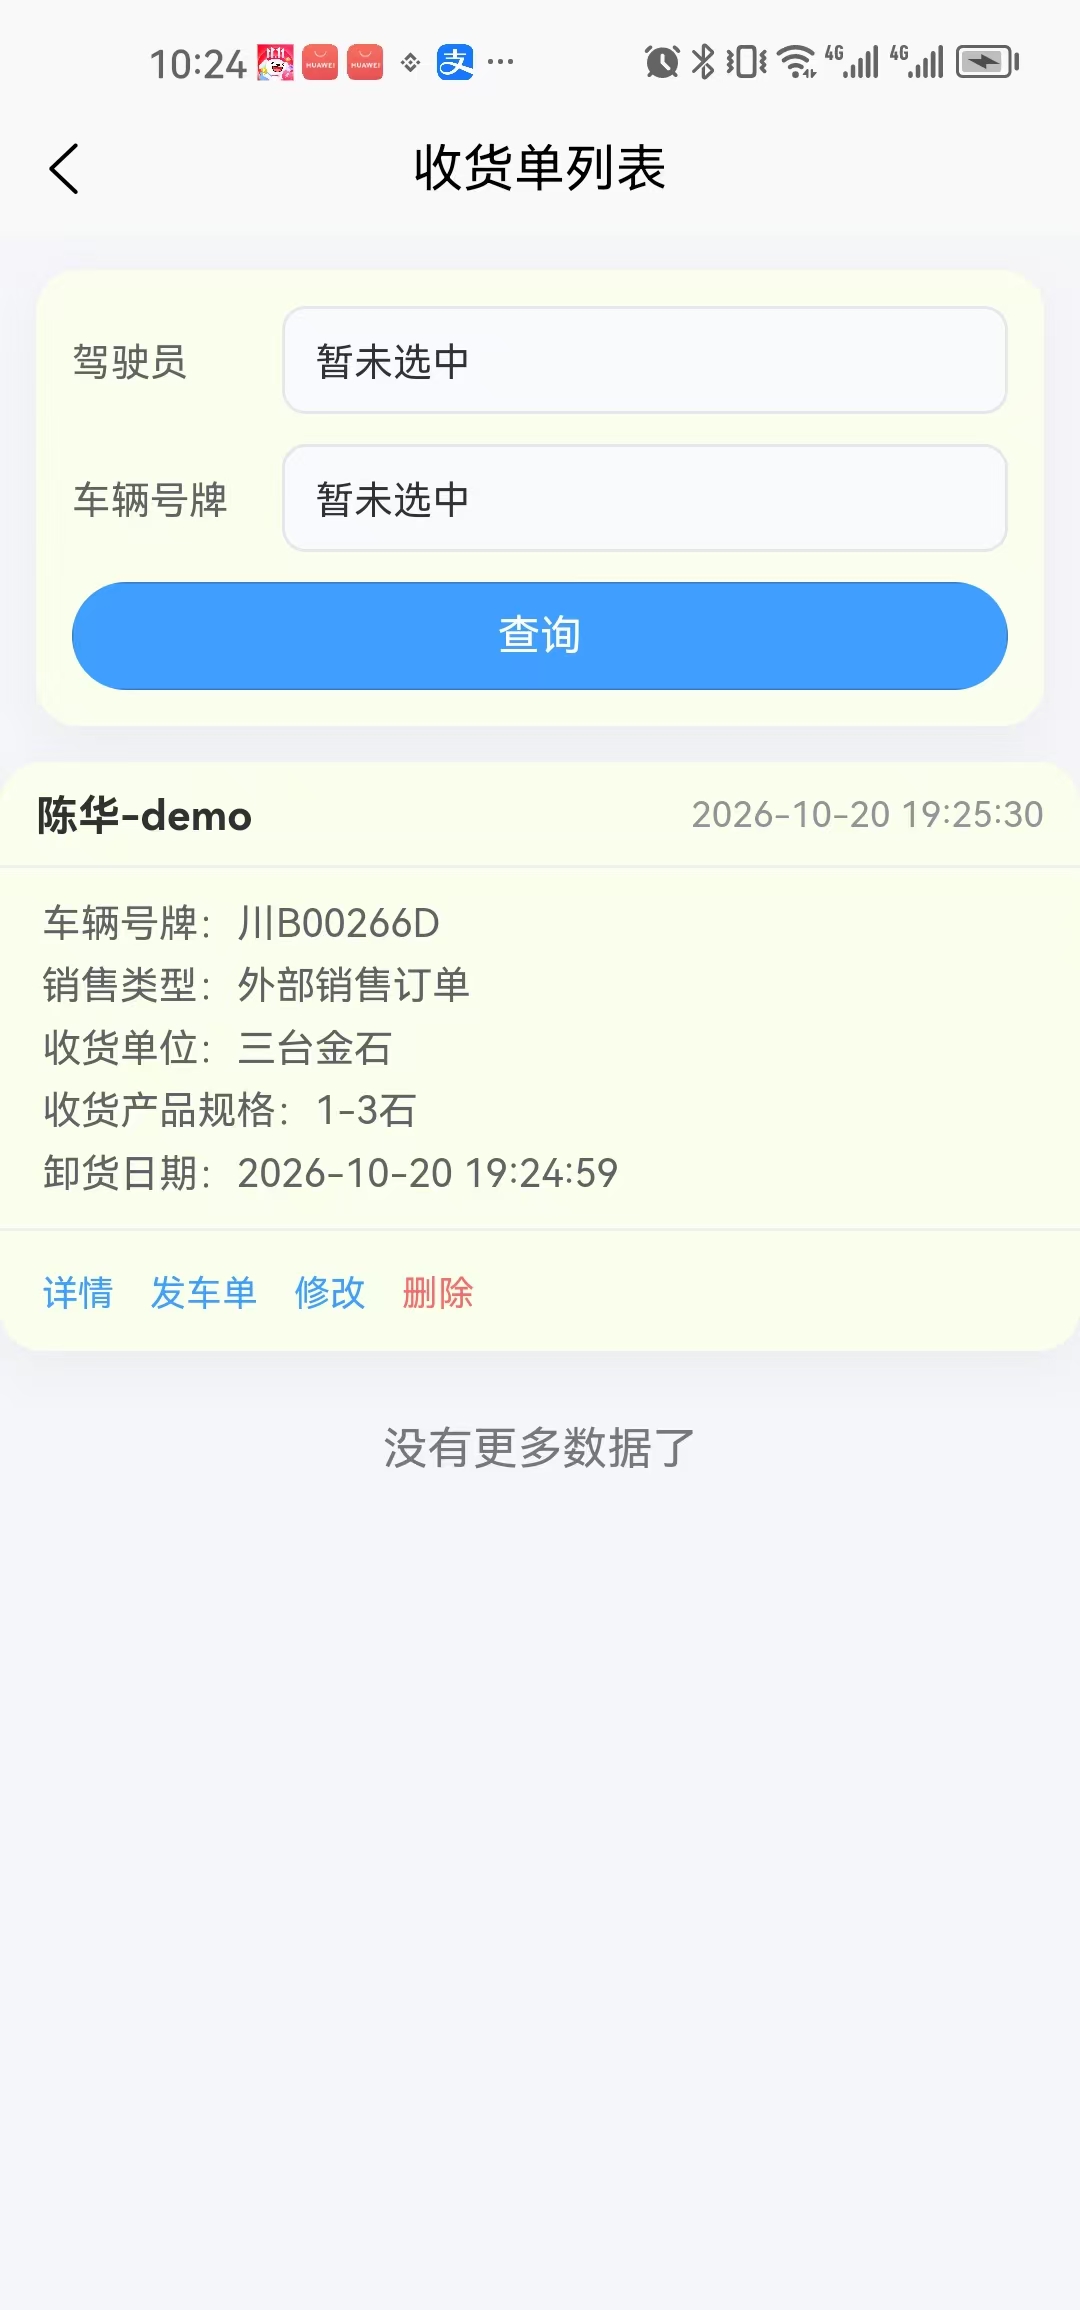 10:24 HUAWEI HUAWEI 支 ... 4G 4G
收货单列表
驾驶员 暂未选中
车辆号牌 暂未选中
查询
陈华-demo 2026-10-20 19:25:30
车辆号牌：川B00266D
销售类型：外部销售订单
收货单位：三台金石
收货产品规格：1-3石
卸货日期：2026-10-20 19:24:59
详情 发车单 修改 删除
没有更多数据了